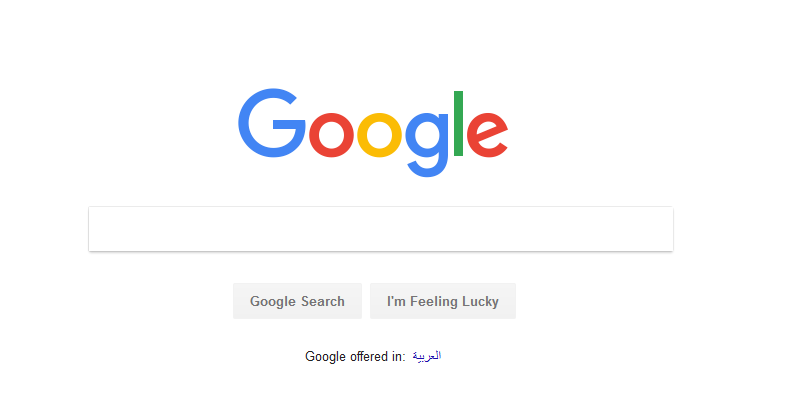 Google
Google Search
I'm Feeling Lucky
Google offered in: العربية